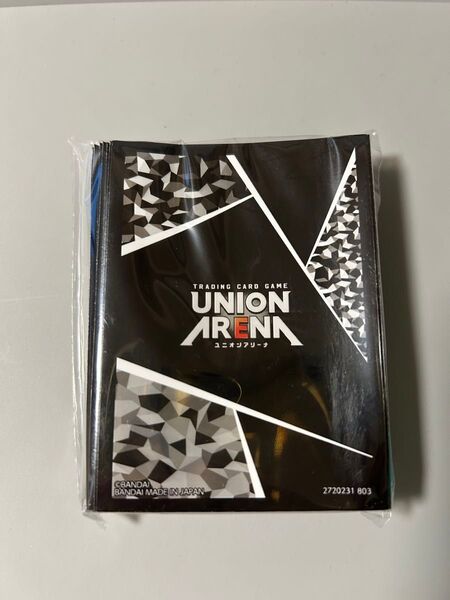 TRADING CARD GAME
UNION
ARENA
ユニオンアリーナ
©BANDAI
BANDAI MADE IN JAPAN
2720231 803